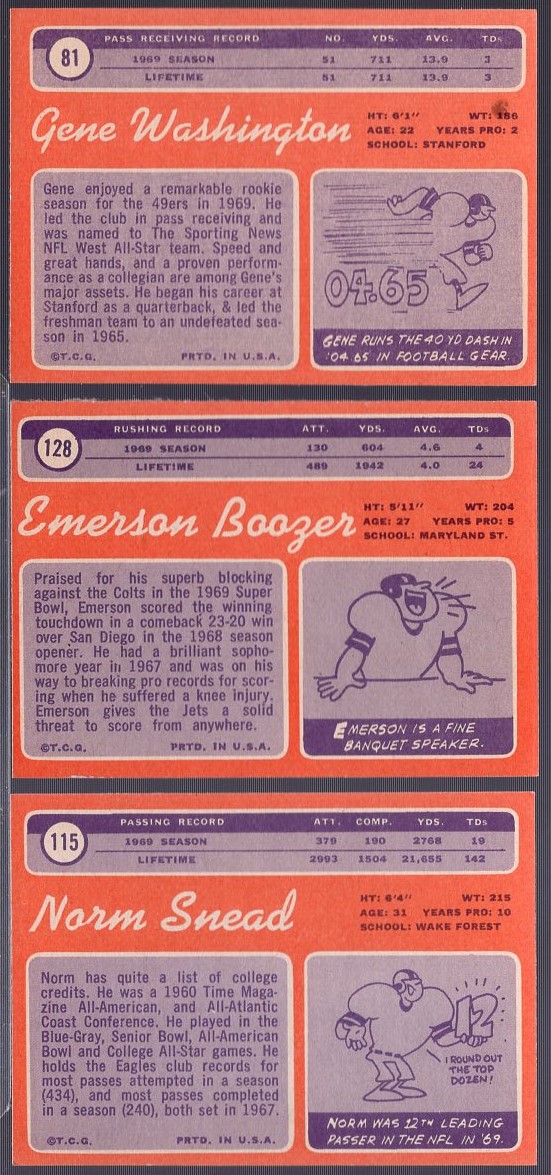 81
PASS RECEIVING RECORD NO. YDS. AVG. TDs
1969 SEASON 51 711 13.9 3
LIFETIME 51 711 13.9 3
Gene Washington
HT: 6'1" WT: 186
AGE: 22 YEARS PRO: 2
SCHOOL: STANFORD
Gene enjoyed a remarkable rookie
season for the 49ers in 1969. He
led the club in pass receiving and
was named to The Sporting News
NFL West All-Star team. Speed and
great hands, and a proven perform-
ance as a collegian are among Gene's
major assets. He began his career at
Stanford as a quarterback, & led the
freshman team to an undefeated sea-
son in 1965.
©T.C.G. PRTD. IN U.S.A.
04.65
GENE RUNS THE 40 YD DASH IN
:04.65 IN FOOTBALL GEAR.
128
RUSHING RECORD ATT. YDS. AVG. TDs
1969 SEASON 130 604 4.6 4
LIFETIME 489 1942 4.0 24
Emerson Boozer
HT: 5'11" WT: 204
AGE: 27 YEARS PRO: 5
SCHOOL: MARYLAND ST.
Praised for his superb blocking
against the Colts in the 1969 Super
Bowl, Emerson scored the winning
touchdown in a comeback 23-20 win
over San Diego in the 1968 season
opener. He had a brilliant sopho-
more year in 1967 and was on his
way to breaking pro records for scor-
ing when he suffered a knee injury.
Emerson gives the Jets a solid
threat to score from anywhere.
©T.C.G. PRTD. IN U.S.A.
EMERSON IS A FINE
BANQUET SPEAKER.
115
PASSING RECORD ATT. COMP. YDS. TDs
1969 SEASON 379 190 2768 19
LIFETIME 2993 1504 21,655 142
Norm Snead
HT: 6'4" WT: 215
AGE: 31 YEARS PRO: 10
SCHOOL: WAKE FOREST
Norm has quite a list of college
credits. He was a 1960 Time Maga-
zine All-American, and All-Atlantic
Coast Conference. He played in the
Blue-Gray, Senior Bowl, All-American
Bowl and College All-Star games. He
holds the Eagles club records for
most passes attempted in a season
(434), and most passes completed
in a season (240), both set in 1967.
©T.C.G. PRTD. IN U.S.A.
12
I ROUND OUT
THE TOP
DOZEN!
NORM WAS 12TH LEADING
PASSER IN THE NFL IN '69.